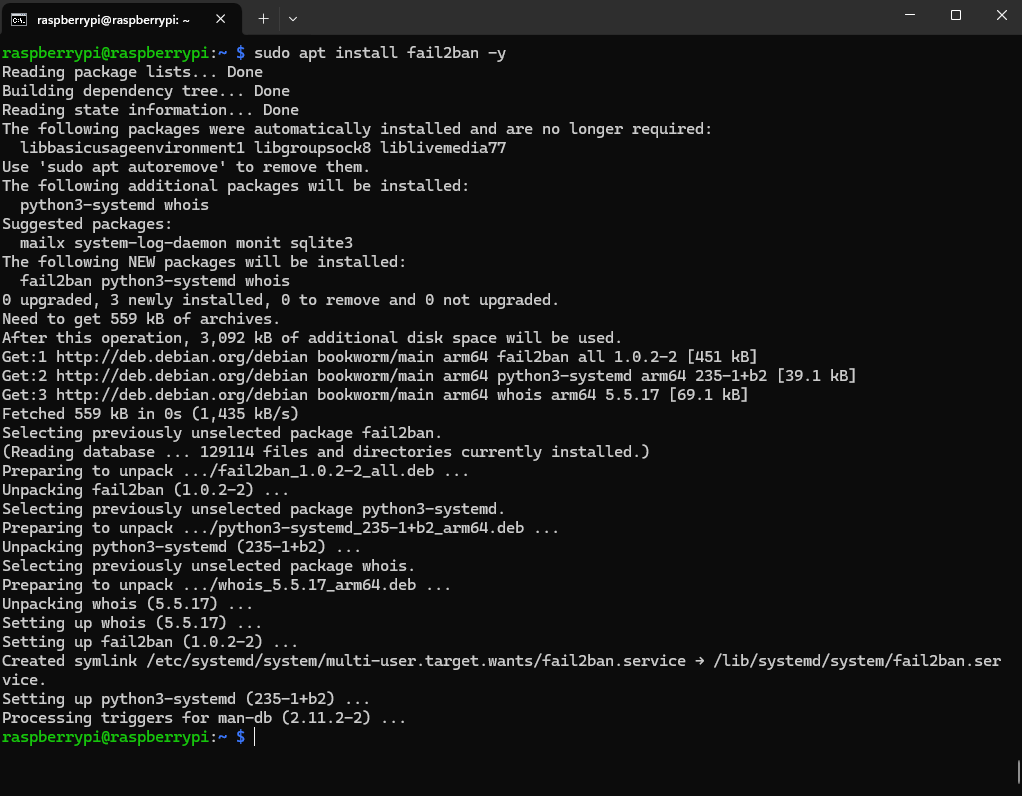 raspberrypi@raspberrypi: ~
raspberrypi@raspberrypi:~ $ sudo apt install fail2ban -y
Reading package lists... Done
Building dependency tree... Done
Reading state information... Done
The following packages were automatically installed and are no longer required:
  libbasicusageenvironment1 libgroupsock8 liblivemedia77
Use 'sudo apt autoremove' to remove them.
The following additional packages will be installed:
  python3-systemd whois
Suggested packages:
  mailx system-log-daemon monit sqlite3
The following NEW packages will be installed:
  fail2ban python3-systemd whois
0 upgraded, 3 newly installed, 0 to remove and 0 not upgraded.
Need to get 559 kB of archives.
After this operation, 3,092 kB of additional disk space will be used.
Get:1 http://deb.debian.org/debian bookworm/main arm64 fail2ban all 1.0.2-2 [451 kB]
Get:2 http://deb.debian.org/debian bookworm/main arm64 python3-systemd arm64 235-1+b2 [39.1 kB]
Get:3 http://deb.debian.org/debian bookworm/main arm64 whois arm64 5.5.17 [69.1 kB]
Fetched 559 kB in 0s (1,435 kB/s)
Selecting previously unselected package fail2ban.
(Reading database ... 129114 files and directories currently installed.)
Preparing to unpack .../fail2ban_1.0.2-2_all.deb ...
Unpacking fail2ban (1.0.2-2) ...
Selecting previously unselected package python3-systemd.
Preparing to unpack .../python3-systemd_235-1+b2_arm64.deb ...
Unpacking python3-systemd (235-1+b2) ...
Selecting previously unselected package whois.
Preparing to unpack .../whois_5.5.17_arm64.deb ...
Unpacking whois (5.5.17) ...
Setting up whois (5.5.17) ...
Setting up fail2ban (1.0.2-2) ...
Created symlink /etc/systemd/system/multi-user.target.wants/fail2ban.service → /lib/systemd/system/fail2ban.ser
vice.
Setting up python3-systemd (235-1+b2) ...
Processing triggers for man-db (2.11.2-2) ...
raspberrypi@raspberrypi:~ $